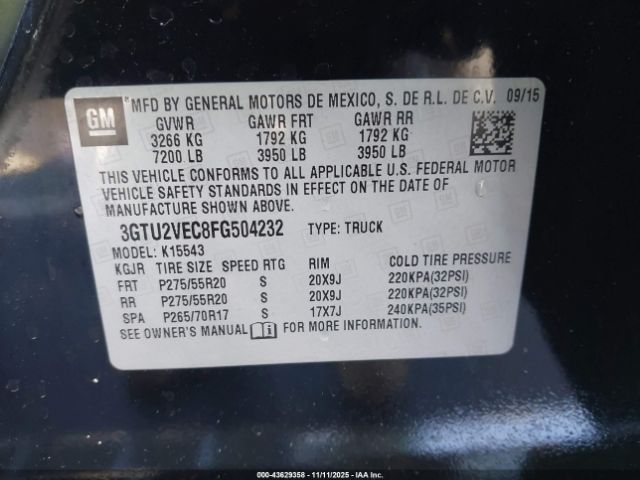 GM
MFD BY GENERAL MOTORS DE MEXICO, S. DE R.L. DE C.V. 09/15
GVWR GAWR FRT GAWR RR
3266 KG 1792 KG 1792 KG
7200 LB 3950 LB 3950 LB
THIS VEHICLE CONFORMS TO ALL APPLICABLE U.S. FEDERAL MOTOR
VEHICLE SAFETY STANDARDS IN EFFECT ON THE DATE OF
MANUFACTURE SHOWN ABOVE.
3GTU2VEC8FG504232 TYPE: TRUCK
MODEL: K15543
KGJR TIRE SIZE SPEED RTG RIM COLD TIRE PRESSURE
FRT P275/55R20 S 20X9J 220KPA(32PSI)
RR P275/55R20 S 20X9J 220KPA(32PSI)
SPA P265/70R17 S 17X7J 240KPA(35PSI)
SEE OWNER'S MANUAL FOR MORE INFORMATION.
000-43629358 - 11/11/2025 - IAAI.COM